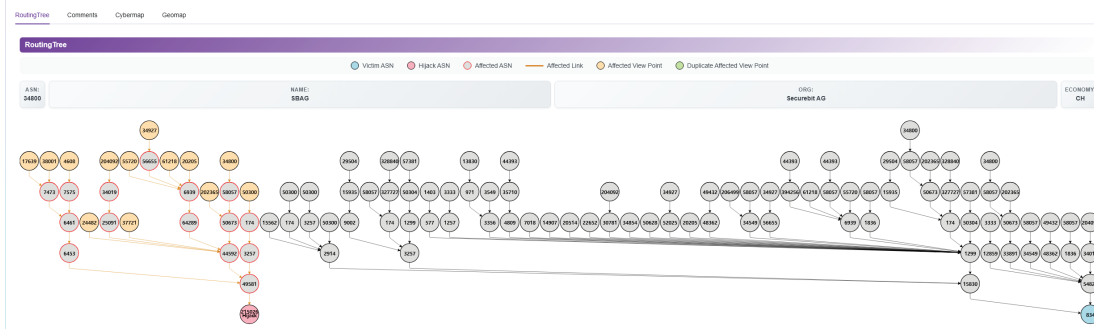 RoutingTree Comments Cybermap Geomap
RoutingTree
Victim ASN Hijack ASN Affected ASN Affected Link Affected View Point Duplicate Affected View Point
ASN: NAME: ORG: ECONOMY
34800 SBAG Securebit AG CH
34927 34800
17639 38001 4608 204092 55720 56655 61218 20205 34800 29504 328840 57381 13830 44393 44393 44393 29504 58057 202365 328840 34800
7473 7575 34019 6939 202365 58057 50300 50300 50300 15935 58057 327727 50304 1403 3333 971 3549 35710 204092 34927 49432 206499 58057 34927 394256 61218 55720 58057 15935 50673 327727 57381 58057 202365
6461 24482 25091 37721 64289 50673 174 15562 174 3257 50300 9002 174 1299 577 1257 3356 4809 7018 14907 20514 22652 30781 34854 50628 52025 20205 48362 34549 56655 6939 1836 174 50304 3333 50673 58057 49432 58057
6453 44592 3257 2914 3257 1299 12859 33891 34549 48362 1836
49581 15830
Hijack